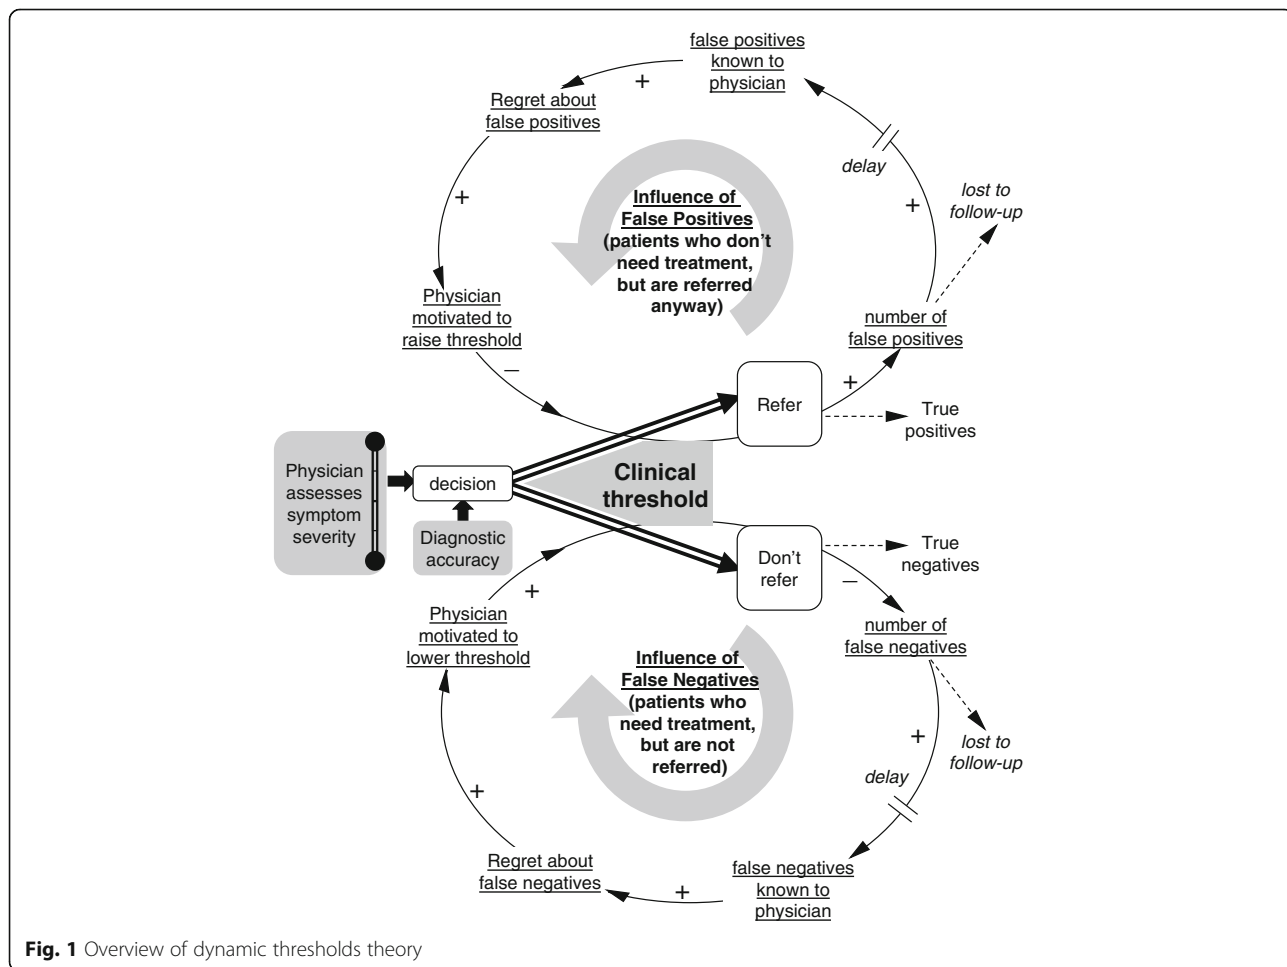 false positives
known to
physician
+
Regret about
false positives
delay
+
+
lost to
follow-up
Influence of
False Positives
(patients who don't
need treatment,
but are referred
anyway)
Physician
motivated to
raise threshold
number of
false positives
–
+
Refer
True
positives
Physician
assesses
symptom
severity
decision
Clinical
threshold
Diagnostic
accuracy
Don't
refer
True
negatives
+
–
Physician
motivated to
lower threshold
number of
false negatives
Influence of
False Negatives
(patients who
need treatment,
but are not
referred)
+
lost to
follow-up
delay
+
Regret about
false negatives
+
false negatives
known to
physician
Fig. 1 Overview of dynamic thresholds theory